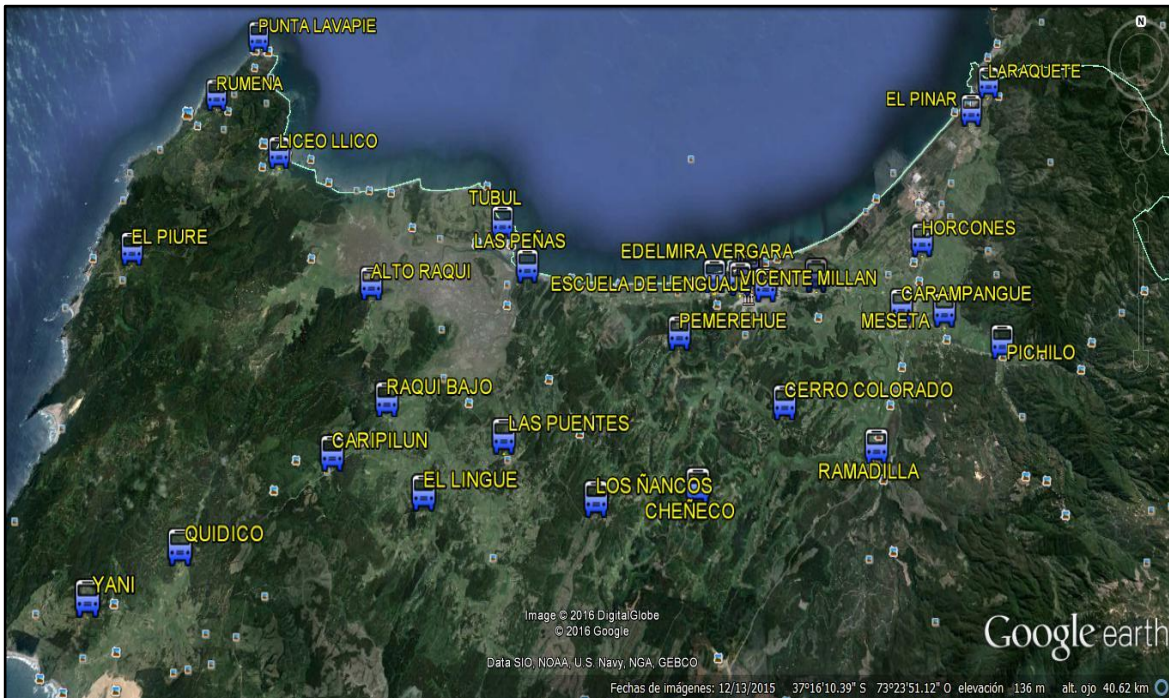 PUNTA LAVAPIE
N
LARAQUETE
RUMENA
EL PINAR
LICEO LLICO
TUBUL
EL PIURE
LAS PEÑAS
HORCONES
EDELMIRA VERGARA
ALTO RAQUI
ESCUELA DE LENGUAJE
VICENTE MILLAN
CARAMPANGUE
PEMEREHUE
MESETA
PICHILO
RAQUI BAJO
CERRO COLORADO
LAS PUENTES
CARIPILUN
RAMADILLA
EL LINGUE
LOS ÑANCOS
CHEÑECO
QUIDICO
YANI
Image © 2016 DigitalGlobe
© 2016 Google
Google earth
Data SIO, NOAA, U.S. Navy, NGA, GEBCO
Fechas de imágenes: 12/13/2015 37°16'10.39" S 73°23'51.12" O elevación -136 m alt. ojo 40.62 km